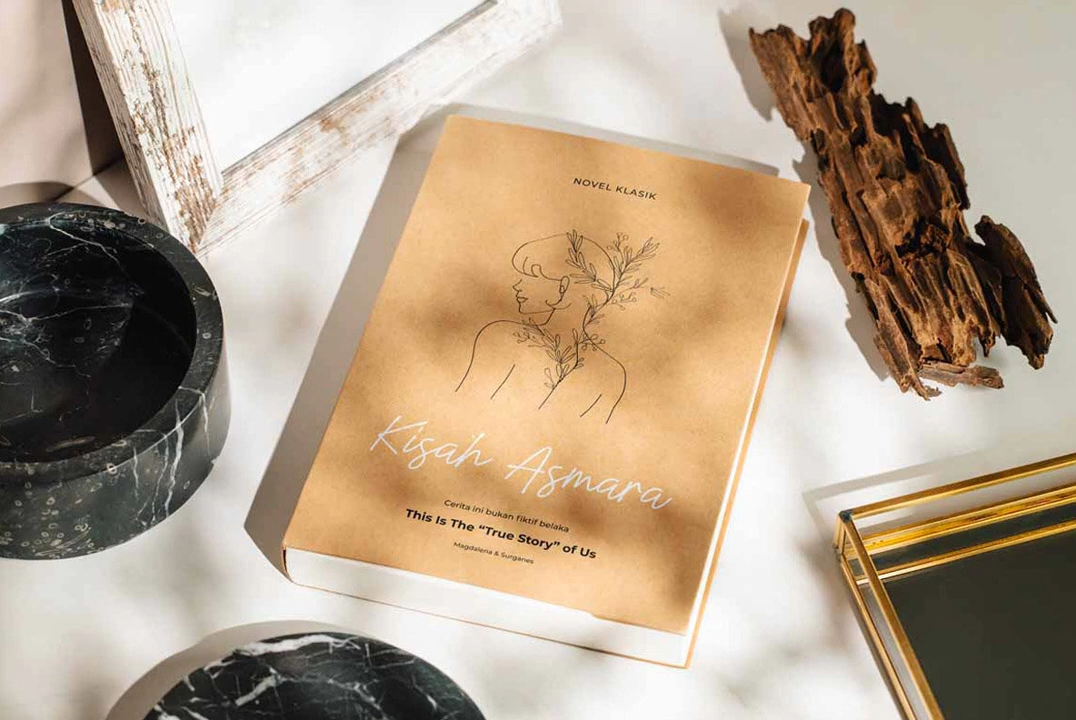 NOVEL KLASIK
Kisah Asmara
Cerita ini bukan fiktif belaka
This Is The “True Story” of Us
Magdalena & Surganes